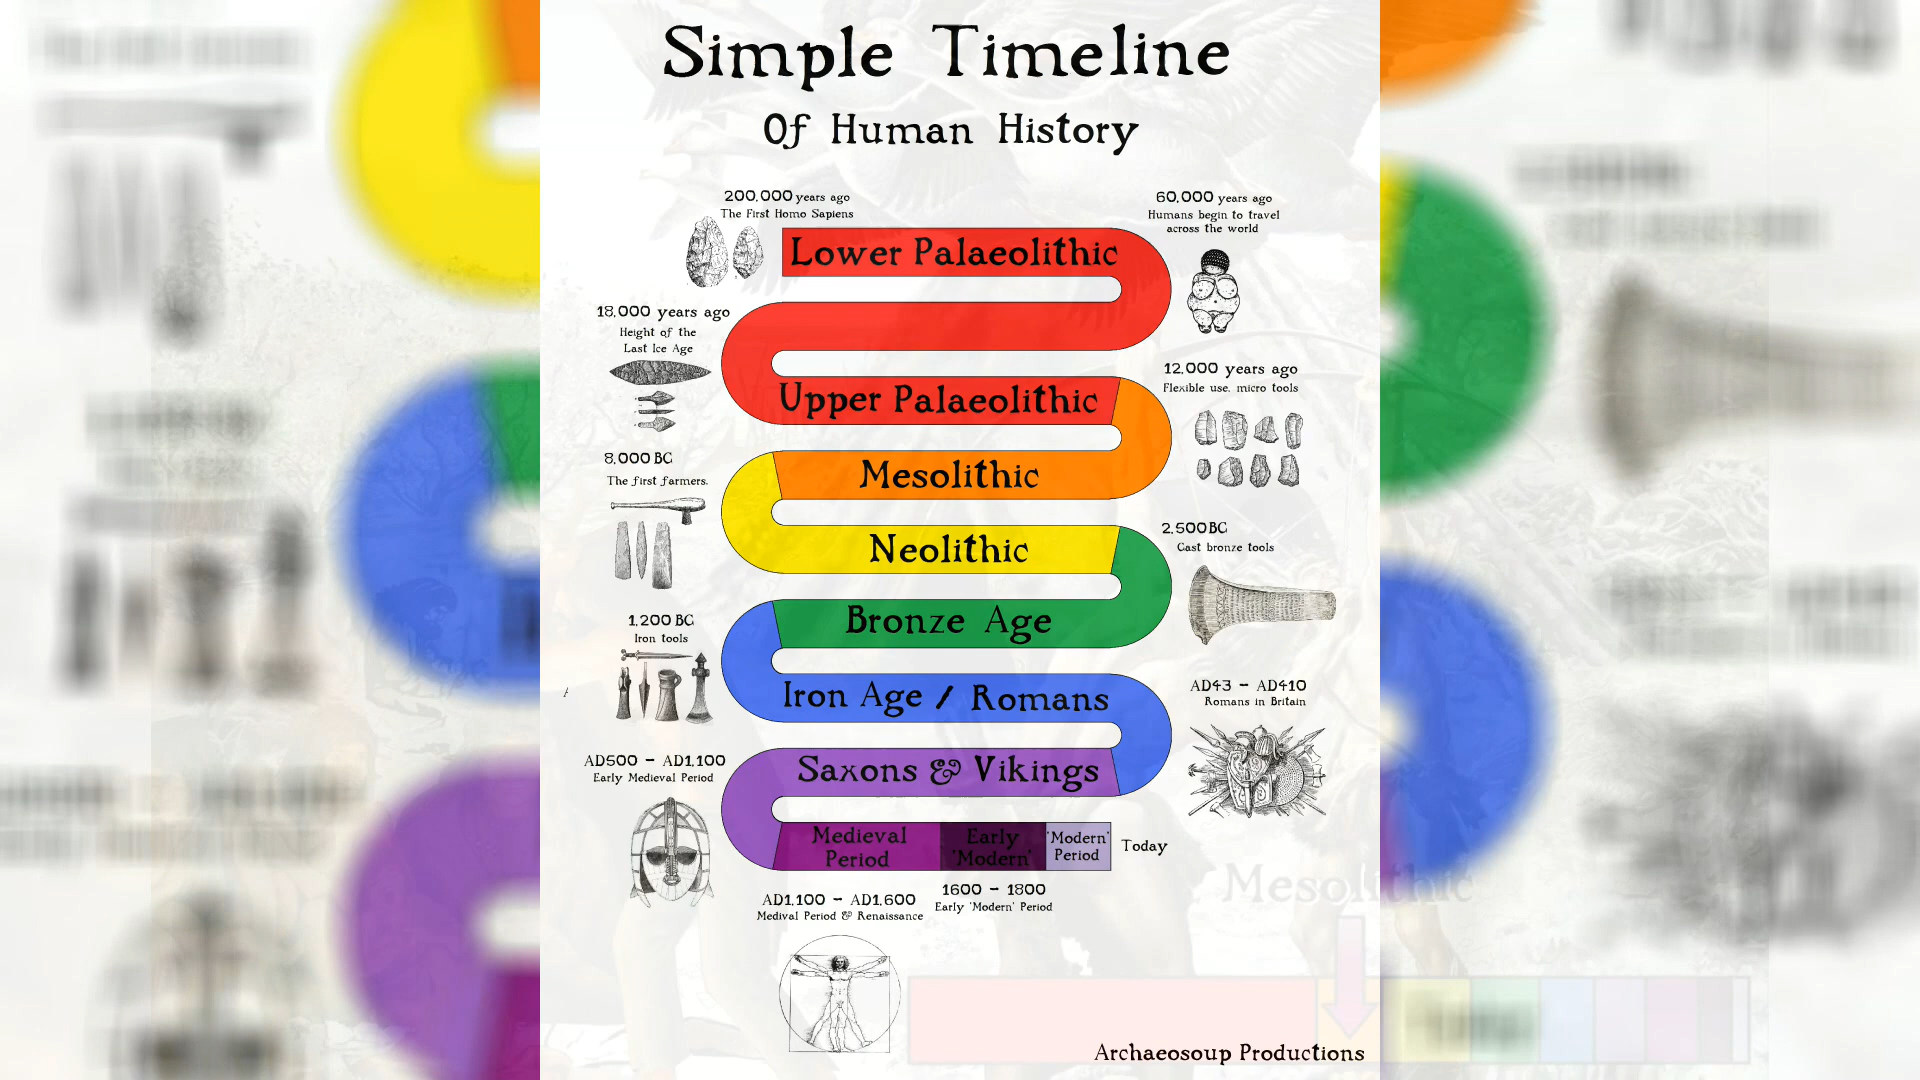 Simple Timeline
Of Human History
200,000 years ago
The First Homo Sapiens
60,000 years ago
Humans begin to travel
across the world
Lower Palaeolithic
18,000 years ago
Height of the
Last Ice Age
12,000 years ago
Flexible use, micro tools
Upper Palaeolithic
8,000 BC
The first farmers.
Mesolithic
2,500 BC
Cast bronze tools
Neolithic
1,200 BC
Iron tools
Bronze Age
AD43 – AD410
Romans in Britain
Iron Age / Romans
AD500 – AD1,100
Early Medieval Period
Saxons & Vikings
Medieval
Period
Early
'Modern'
'Modern'
Period
Today
AD1,100 – AD1,600
Medival Period & Renaissance
1600 – 1800
Early 'Modern' Period
Mesolithic
Archaeosoup Productions